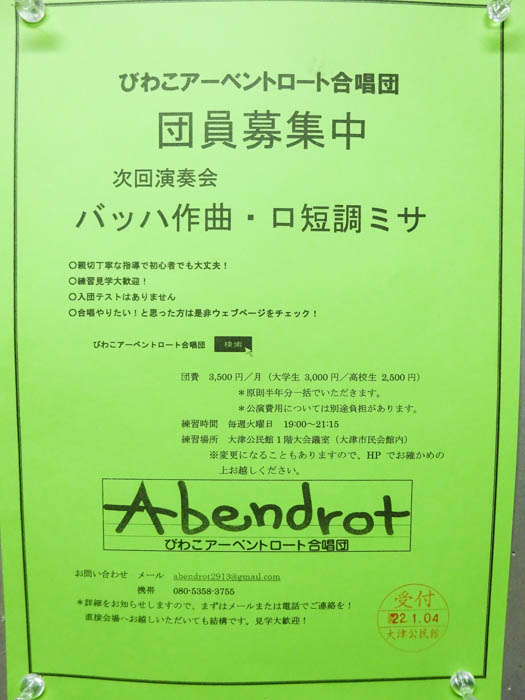 びわこアーベントロート合唱団
団員募集中
次回演奏会
バッハ作曲・ロ短調ミサ
○親切丁寧な指導で初心者でも大丈夫！
○練習見学大歓迎！
○入団テストはありません
○合唱やりたい！と思った方は是非ウェブページをチェック！
びわこアーベントロート合唱団 検索
団費 3,500円／月（大学生 3,000円／高校生 2,500円）
＊原則半年分一括でいただきます。
＊公演費用については別途負担があります。
練習時間 毎週火曜日 19:00～21:15
練習場所 大津公民館１階大会議室（大津市民会館内）
※変更になることもありますので、HPでお確かめの
上お越しください。
Abendrot
びわこアーベントロート合唱団
お問い合わせ メール abendrot2913@gmail.com
携帯 080-5358-3755
＊詳細をお知らせしますので、まずはメールまたは電話でご連絡を！
直接会場へお越しいただいても結構です。見学大歓迎！
受付
22.1.04
大津公民館